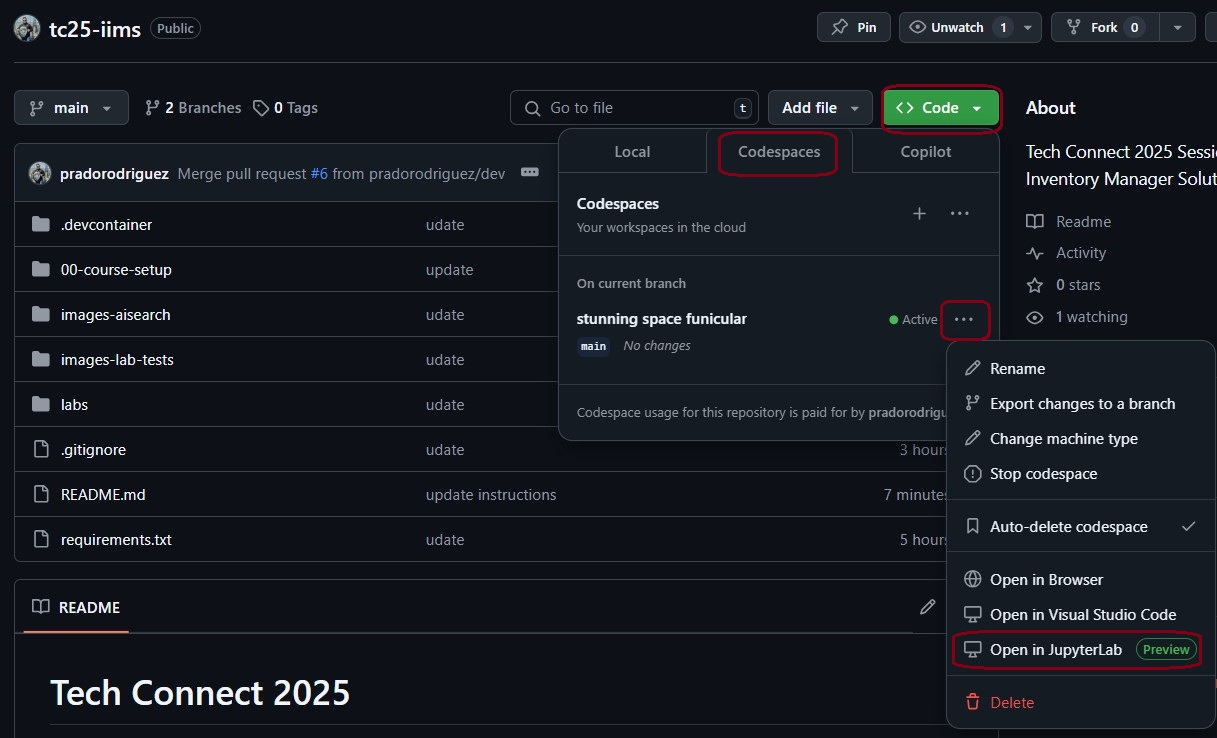 tc25-iims Public Pin Unwatch 1 Fork 0
main 2 Branches 0 Tags Go to file t Add file <> Code
About
Tech Connect 2025 Sessi
Inventory Manager Solut
Readme
Activity
0 stars
1 watching
Local Codespaces Copilot
Codespaces
Your workspaces in the cloud
On current branch
stunning space funicular Active
main No changes
Codespace usage for this repository is paid for by pradorodrigu
Rename
Export changes to a branch
Change machine type
Stop codespace
Auto-delete codespace
Open in Browser
Open in Visual Studio Code
Open in JupyterLab Preview
Delete
pradorodriguez Merge pull request #6 from pradorodriguez/dev
.devcontainer udate
00-course-setup update
images-aisearch udate
images-lab-tests udate
labs udate
.gitignore udate 3 hours
README.md update instructions 7 minutes
requirements.txt udate 5 hours
README
Tech Connect 2025